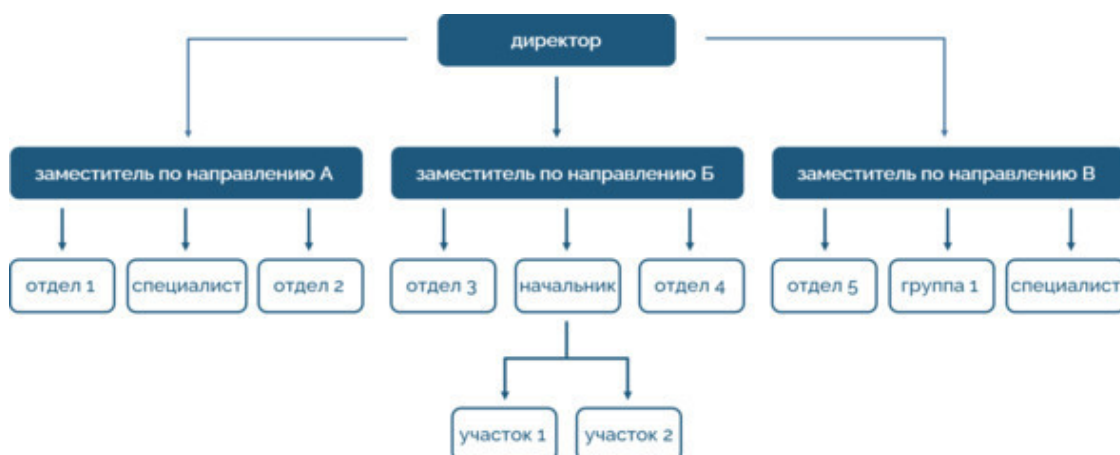 директор
заместитель по направлению А
заместитель по направлению Б
заместитель по направлению В
отдел 1
специалист
отдел 2
отдел 3
начальник
отдел 4
отдел 5
группа 1
специалист
участок 1
участок 2